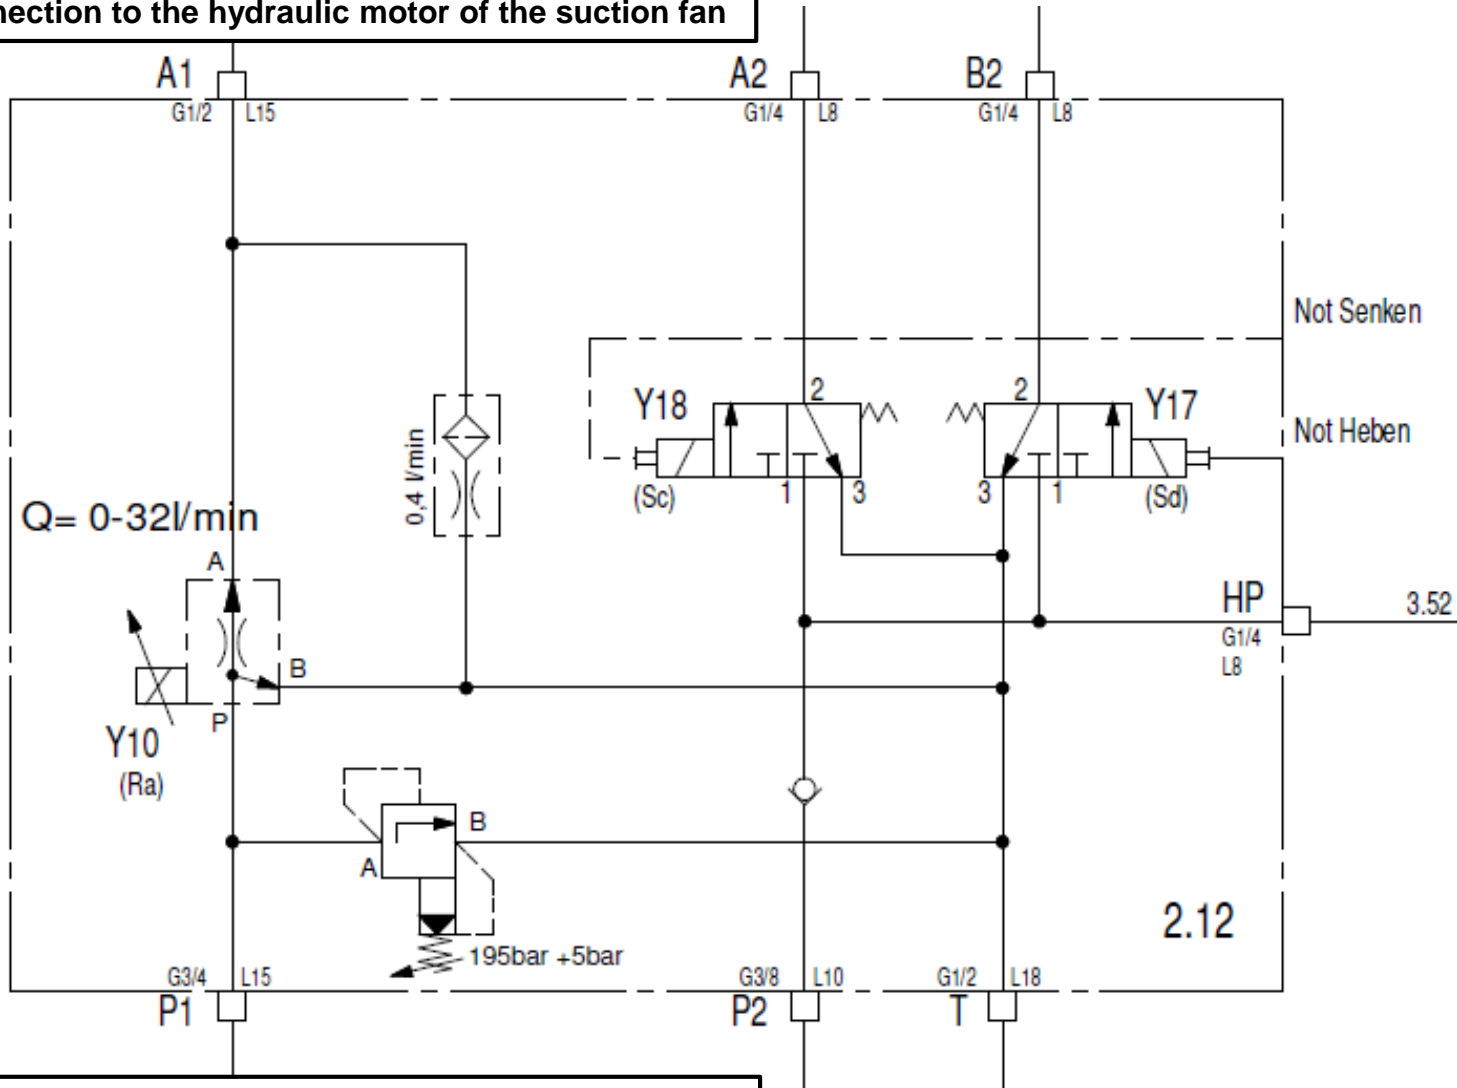 nection to the hydraulic motor of the suction fan
A1
A2
B2
G1/2 L15
G1/4 L8
G1/4 L8
Not Senken
2
2
Y18
Y17
Not Heben
0,4 l/min
(Sc)
1
3
3
1
(Sd)
Q= 0-32l/min
A
HP
3.52
G1/4
L8
B
P
Y10
(Ra)
B
A
2.12
195bar +5bar
G3/4 L15
G3/8 L10
G1/2 L18
P1
P2
T